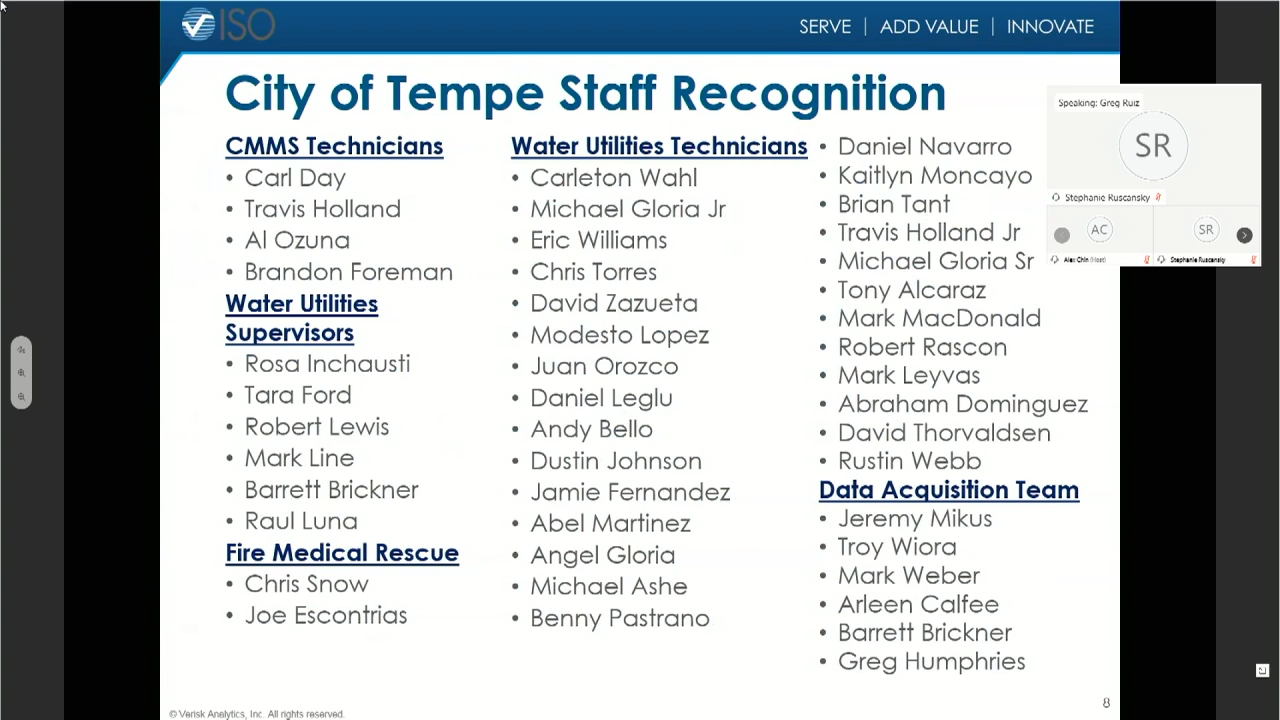 ISO
SERVE | ADD VALUE | INNOVATE
City of Tempe Staff Recognition
CMMS Technicians
• Carl Day
• Travis Holland
• Al Ozuna
• Brandon Foreman
Water Utilities
Supervisors
• Rosa Inchausti
• Tara Ford
• Robert Lewis
• Mark Line
• Barrett Brickner
• Raul Luna
Fire Medical Rescue
• Chris Snow
• Joe Escontrias
Water Utilities Technicians
• Carleton Wahl
• Michael Gloria Jr
• Eric Williams
• Chris Torres
• David Zazueta
• Modesto Lopez
• Juan Orozco
• Daniel Leglu
• Andy Bello
• Dustin Johnson
• Jamie Fernandez
• Abel Martinez
• Angel Gloria
• Michael Ashe
• Benny Pastrano
• Daniel Navarro
• Kaitlyn Moncayo
• Brian Tant
• Travis Holland Jr
• Michael Gloria Sr
• Tony Alcaraz
• Mark MacDonald
• Robert Rascon
• Mark Leyvas
• Abraham Dominguez
• David Thorvaldsen
• Rustin Webb
Data Acquisition Team
• Jeremy Mikus
• Troy Wiora
• Mark Weber
• Arleen Calfee
• Barrett Brickner
• Greg Humphries
Speaking: Greg Ruiz
SR
Stephanie Ruscansky
AC
Alex Chin (Host)
SR
Stephanie Ruscansky
© Verisk Analytics, Inc. All rights reserved.
8